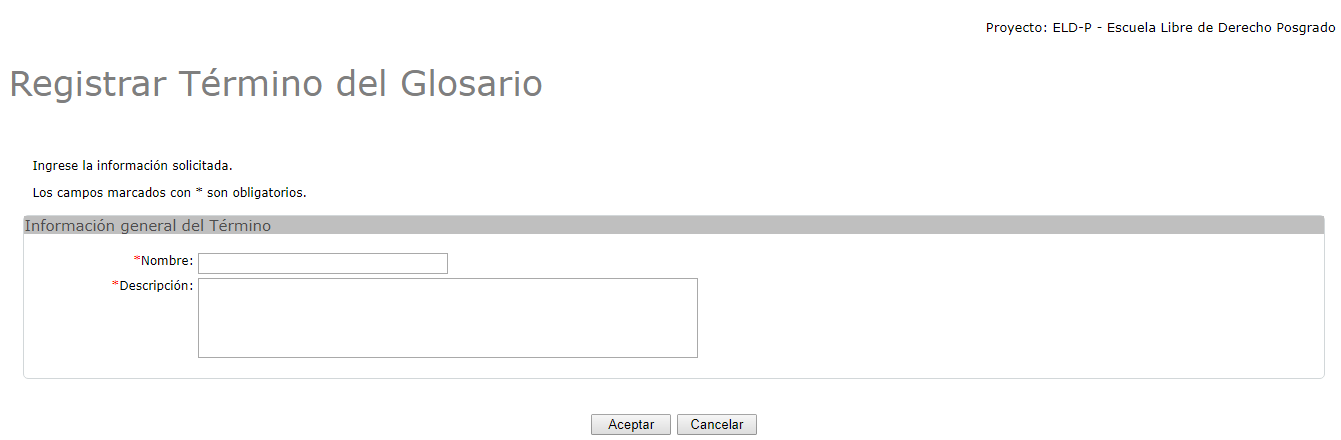 Proyecto: ELD-P - Escuela Libre de Derecho Posgrado
Registrar Término del Glosario
Ingrese la información solicitada.
Los campos marcados con * son obligatorios.
Información general del Término
*Nombre:
*Descripción:
Aceptar Cancelar